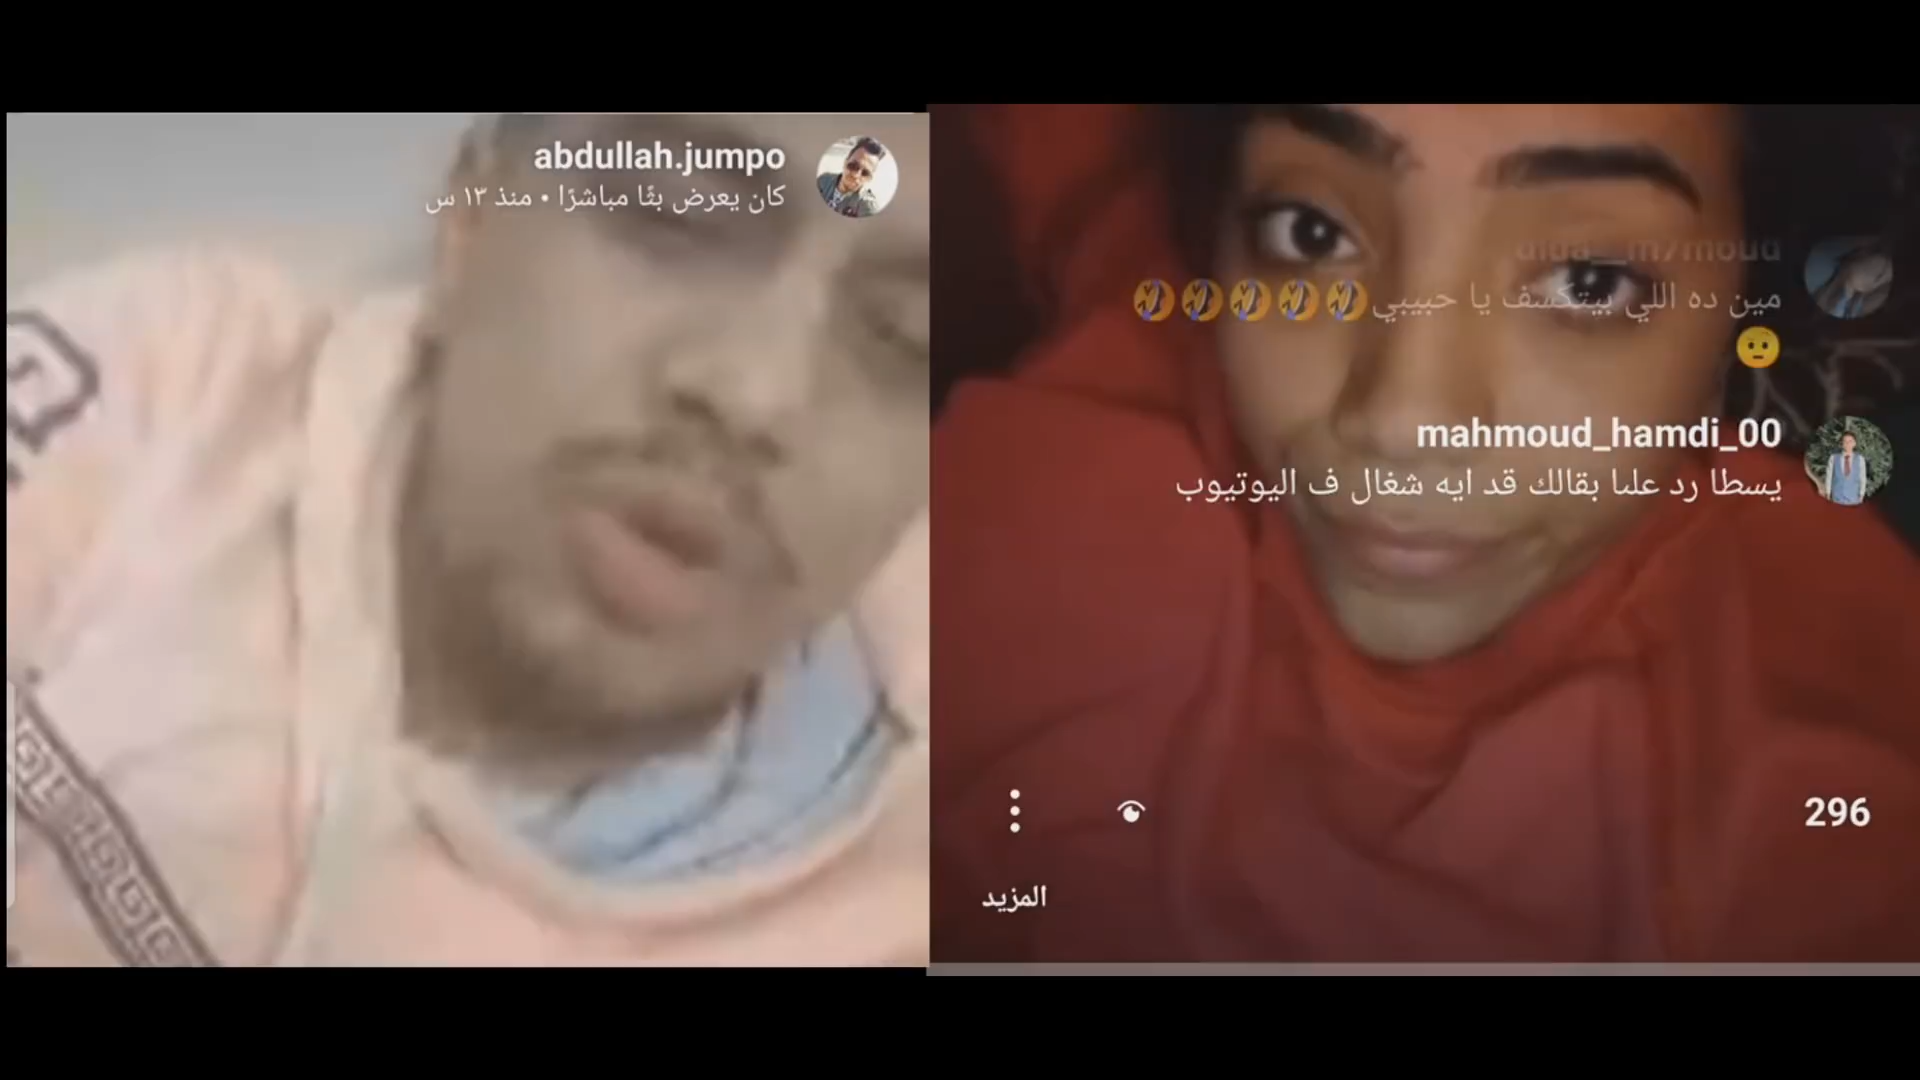 abdullah.jumpo
كان يعرض بثًا مباشرًا • منذ ١٣ س
مين ده اللي بيتكسف يا حبيبي🤣🤣🤣🤣🤣
🤨
mahmoud_hamdi_00
يسطا رد علىا بقالك قد ايه شغال ف اليوتيوب
296
المزيد